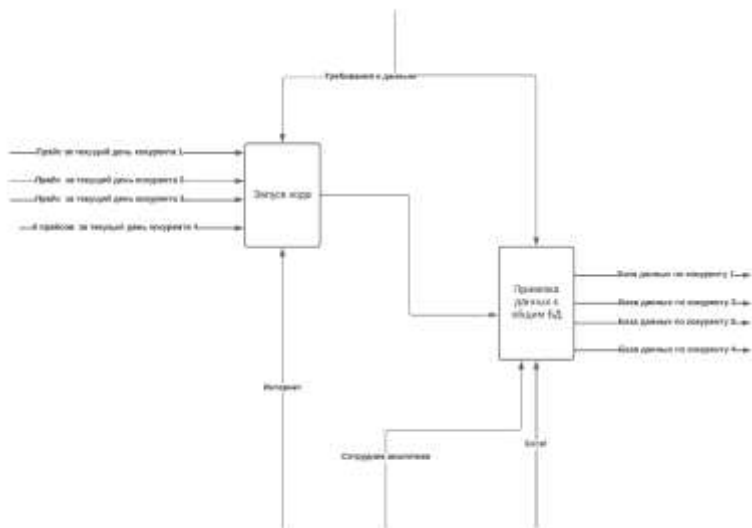 Требования к данным
Прайс за текущий день конкурента 1
Прайс за текущий день конкурента 2
Прайс за текущий день конкурента 3
4 прайсов за текущий день конкурента 4
Запуск кода
База данных по конкуренту 1
База данных по конкуренту 2
База данных по конкуренту 3
База данных по конкуренту 4
Привязка
данных к
общим БД
Интернет
Сотрудник аналитики
Excel